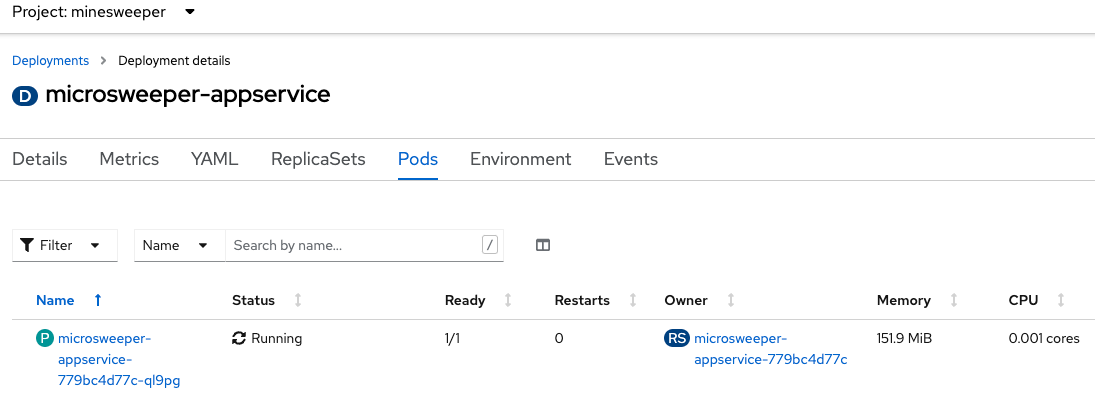 Project: minesweeper
Deployments > Deployment details
D microsweeper-appservice
Details Metrics YAML ReplicaSets Pods Environment Events
Filter Name Search by name... /
Name Status Ready Restarts Owner Memory CPU
P microsweeper- Running 1/1 0 RS microsweeper- 151.9 MiB 0.001 cores
appservice- appservice-779bc4d77c
779bc4d77c-ql9pg